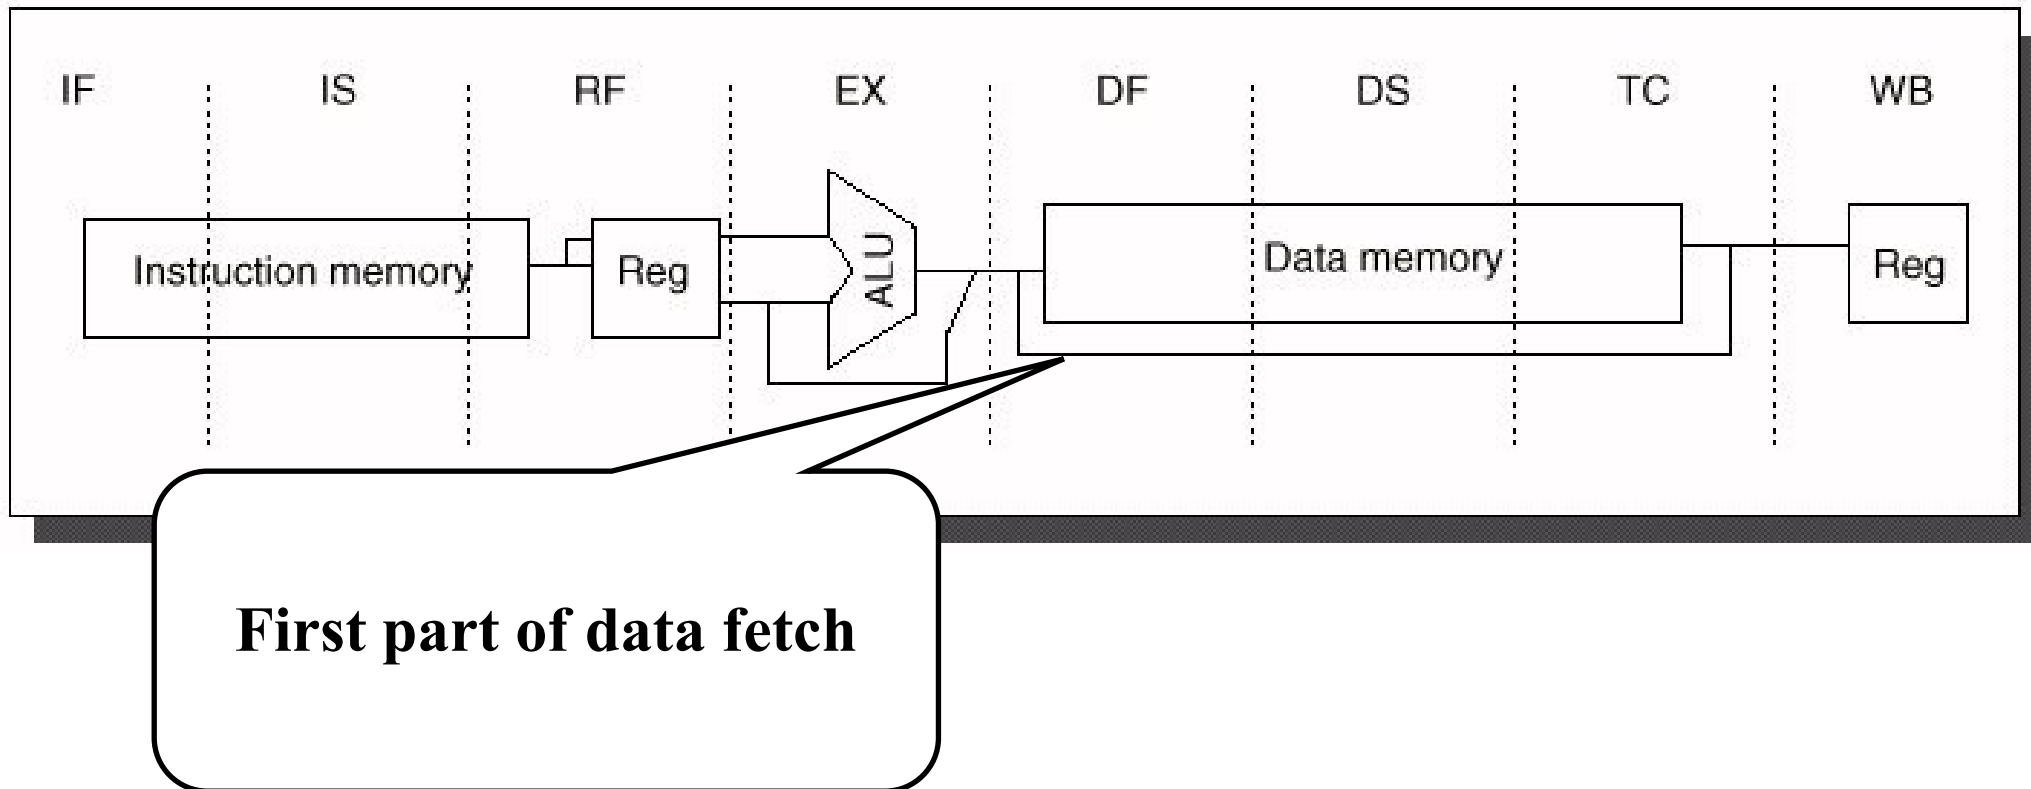 IF IS RF EX DF DS TC WB
Instruction memory Reg ALU Data memory Reg
First part of data fetch